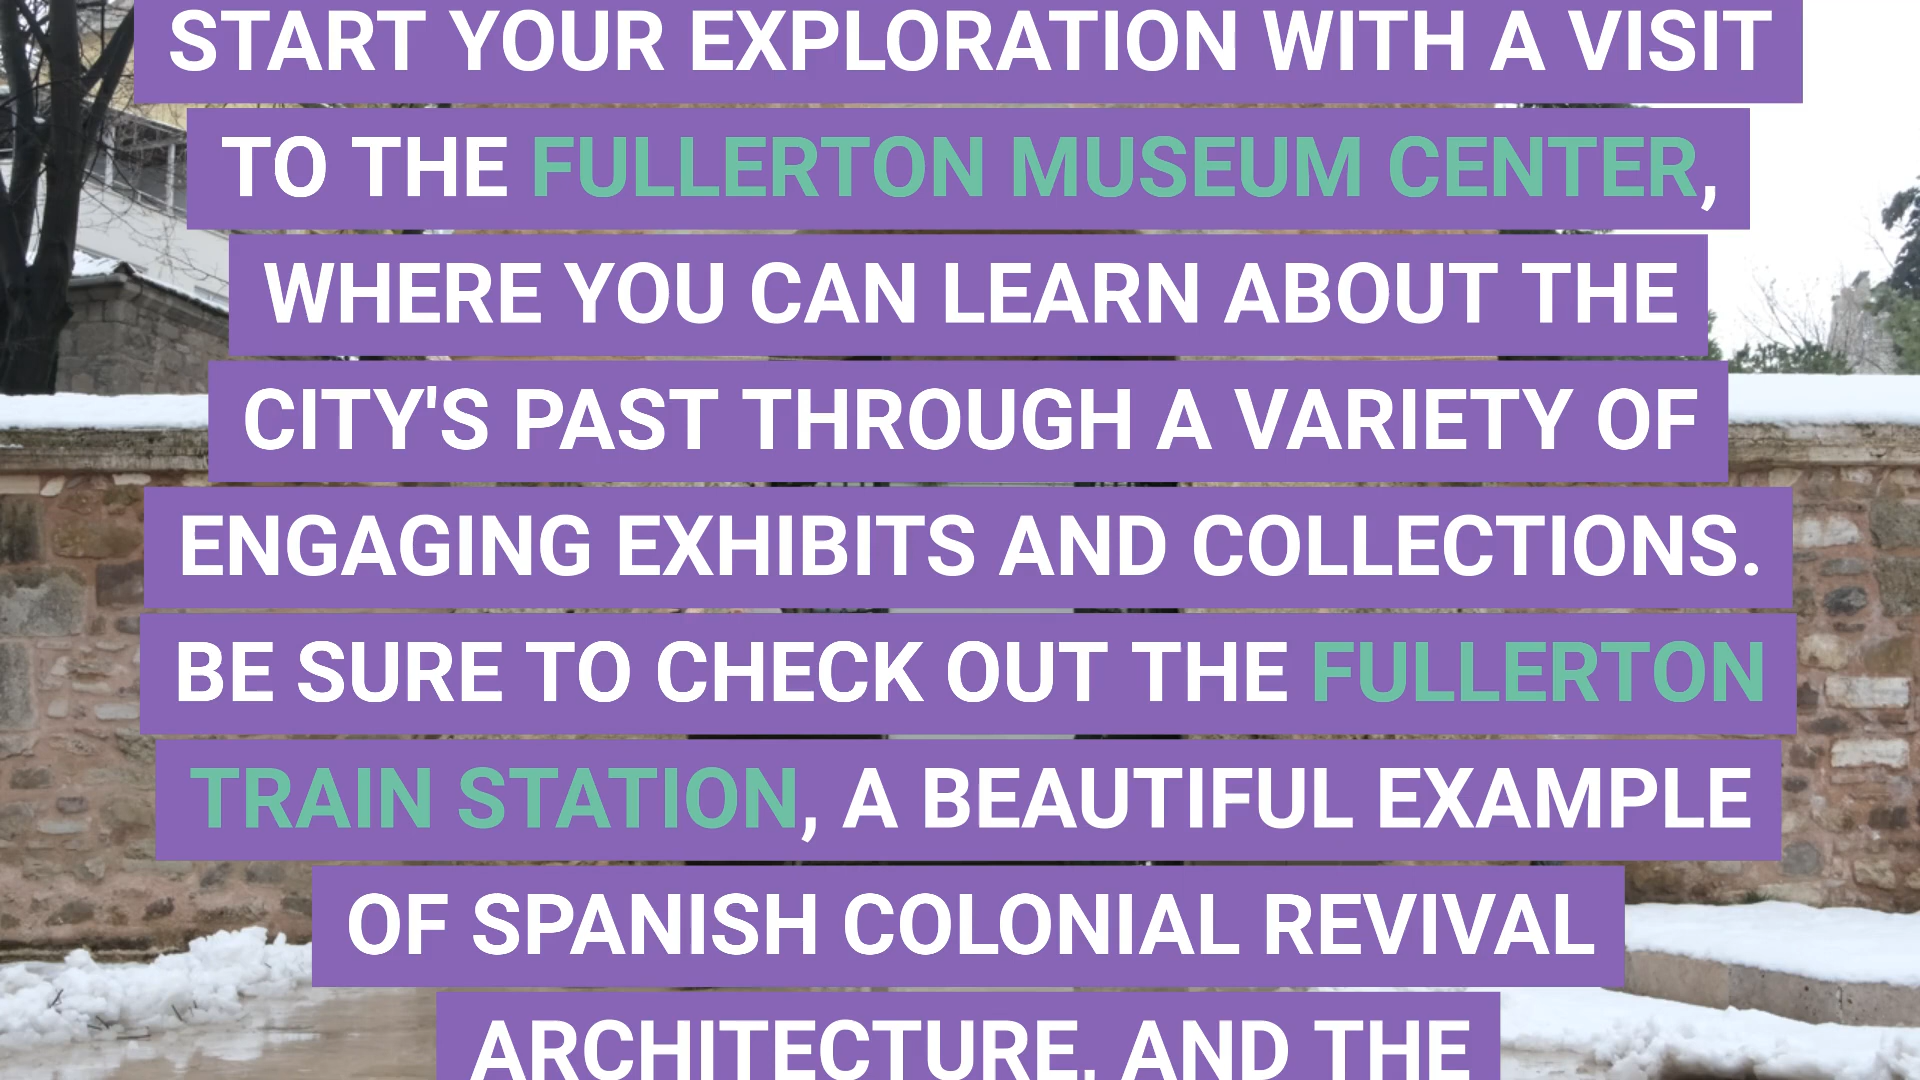 START YOUR EXPLORATION WITH A VISIT
TO THE FULLERTON MUSEUM CENTER,
WHERE YOU CAN LEARN ABOUT THE
CITY'S PAST THROUGH A VARIETY OF
ENGAGING EXHIBITS AND COLLECTIONS.
BE SURE TO CHECK OUT THE FULLERTON
TRAIN STATION, A BEAUTIFUL EXAMPLE
OF SPANISH COLONIAL REVIVAL
ARCHITECTURE, AND THE